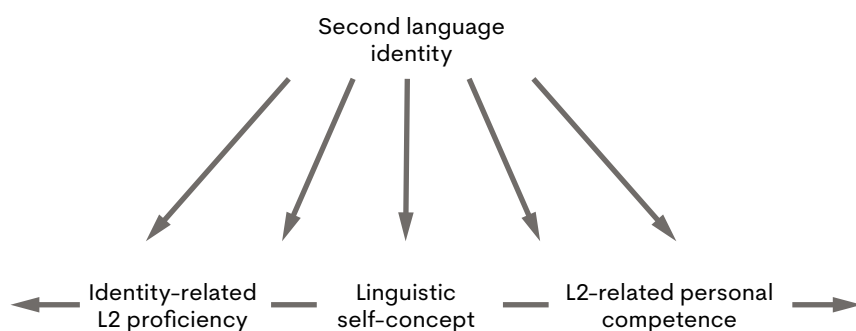 Second language
identity
Identity-related
L2 proficiency
Linguistic
self-concept
L2-related personal
competence